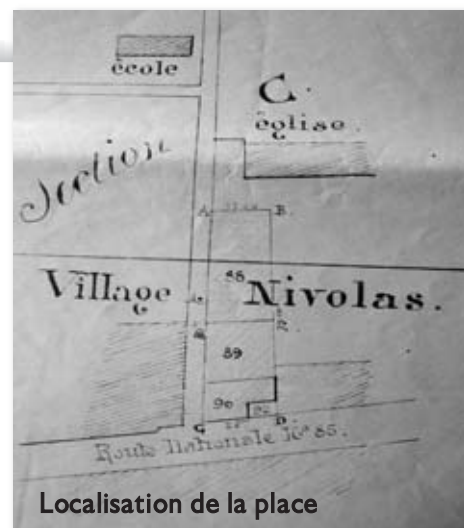 école
C.
église.
Section
A B.
88
Village Nivolas.
89
90
C D.
Route Nationale No. 85.
Localisation de la place